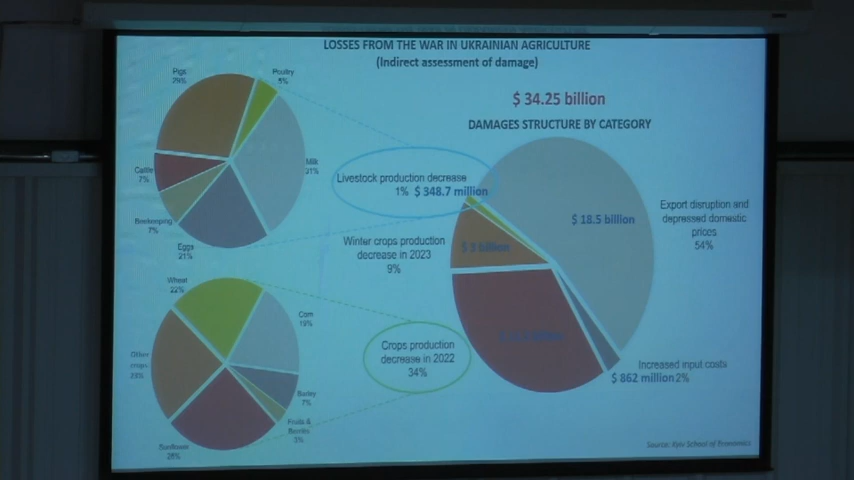 LOSSES FROM THE WAR IN UKRAINIAN AGRICULTURE
(Indirect assessment of damage)
$ 34.25 billion
DAMAGES STRUCTURE BY CATEGORY
Pigs
Poultry
Milk
Cattle
7%
Beekeeping
7%
Eggs
21%
Livestock production decrease
1% $ 348.7 million
Winter crops production
decrease in 2023
9%
$ 3 billion
$ 18.5 billion
Export disruption and
depressed domestic
prices
54%
Wheat
22%
Corn
19%
Other
crops
Barley
7%
Fruits &
Berries
3%
Sunflower
Crops production
decrease in 2022
34%
Increased input costs
$ 862 million 2%
Source: Kyiv School of Economics